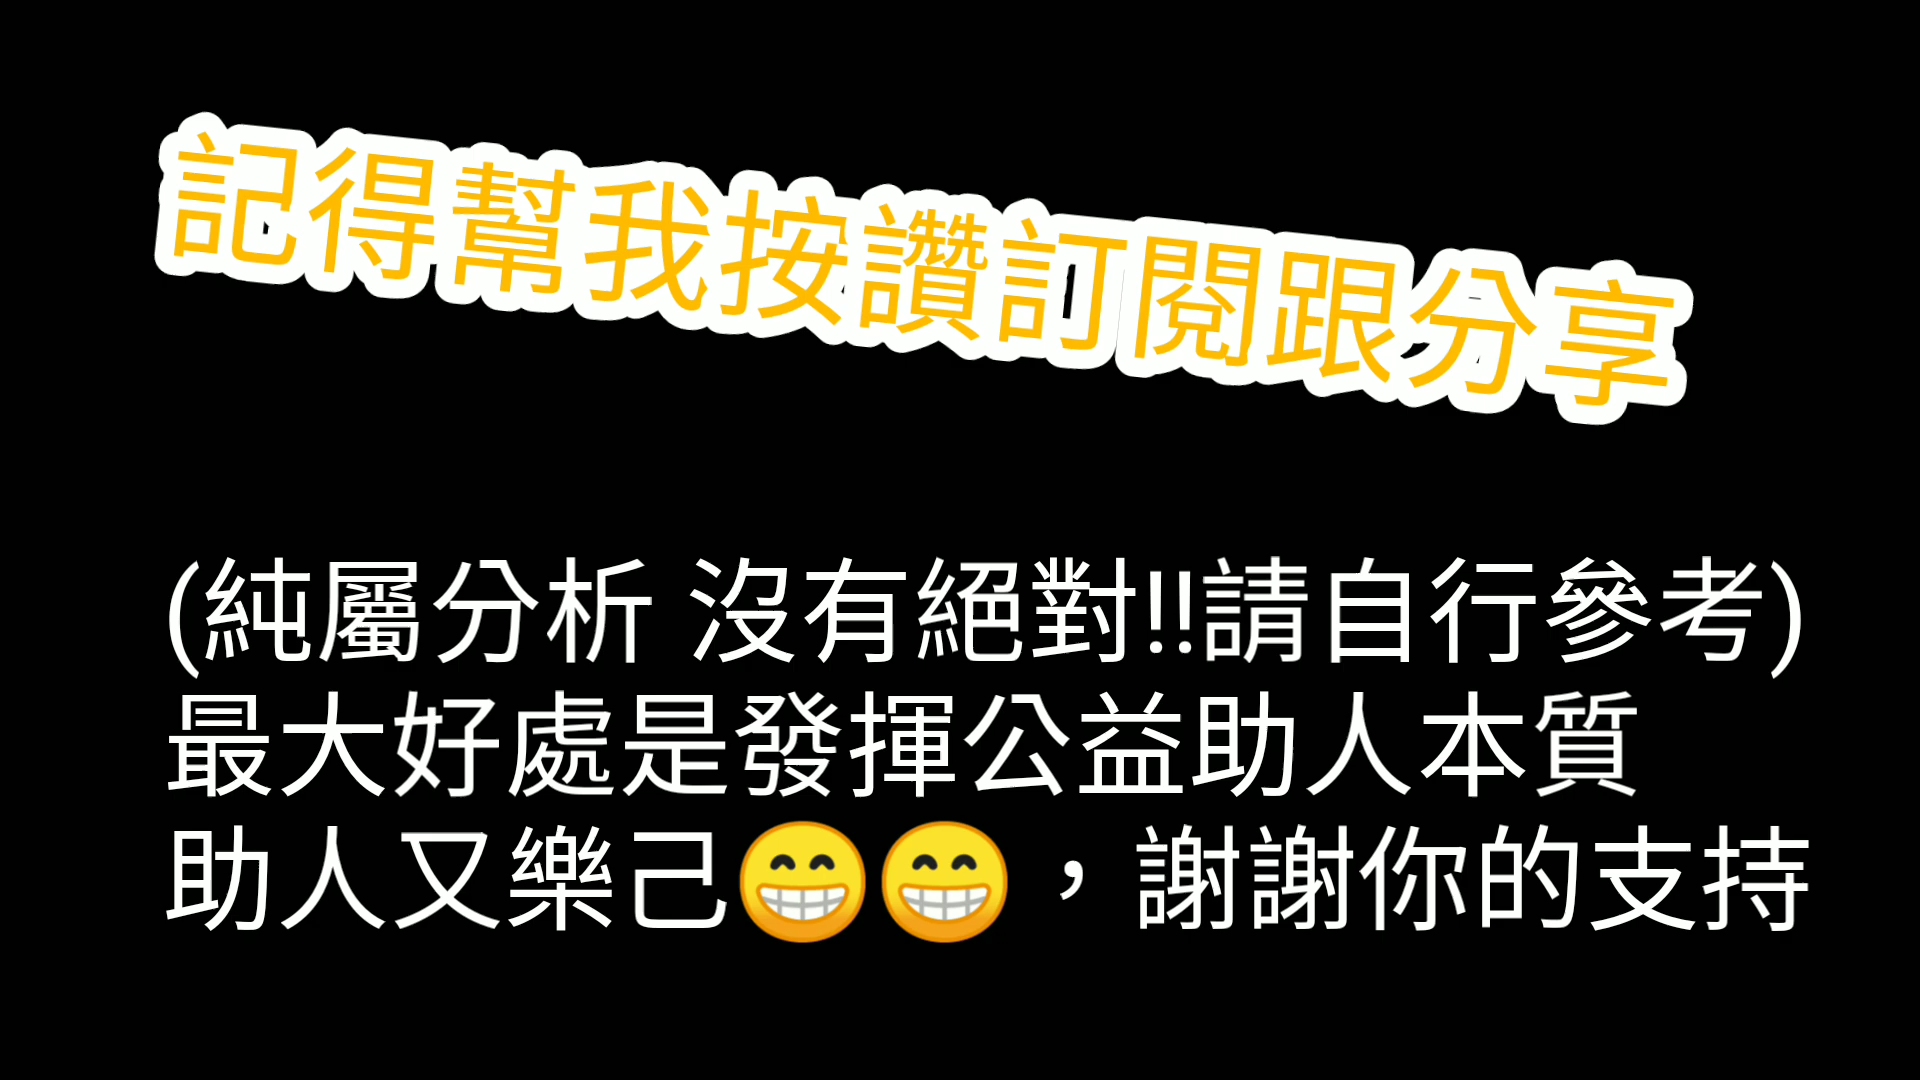 記得幫我按讚訂閱跟分享
(純屬分析 沒有絕對!!請自行參考)
最大好處是發揮公益助人本質
助人又樂己😁😁，謝謝你的支持